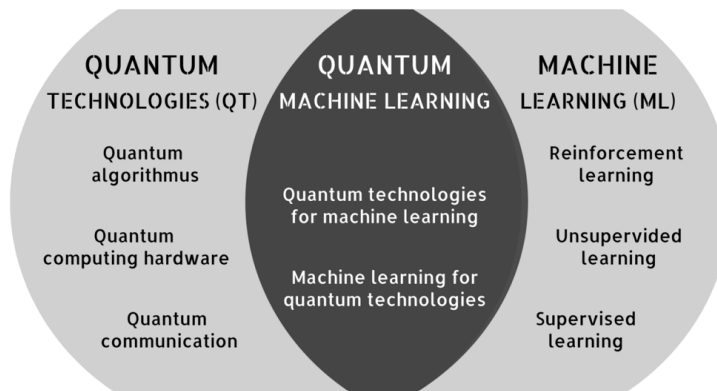 QUANTUM
TECHNOLOGIES (QT)
Quantum
algorithmus
Quantum
computing hardware
Quantum
communication
QUANTUM
MACHINE LEARNING
Quantum technologies
for machine learning
Machine learning for
quantum technologies
MACHINE
LEARNING (ML)
Reinforcement
learning
Unsupervided
learning
Supervised
learning